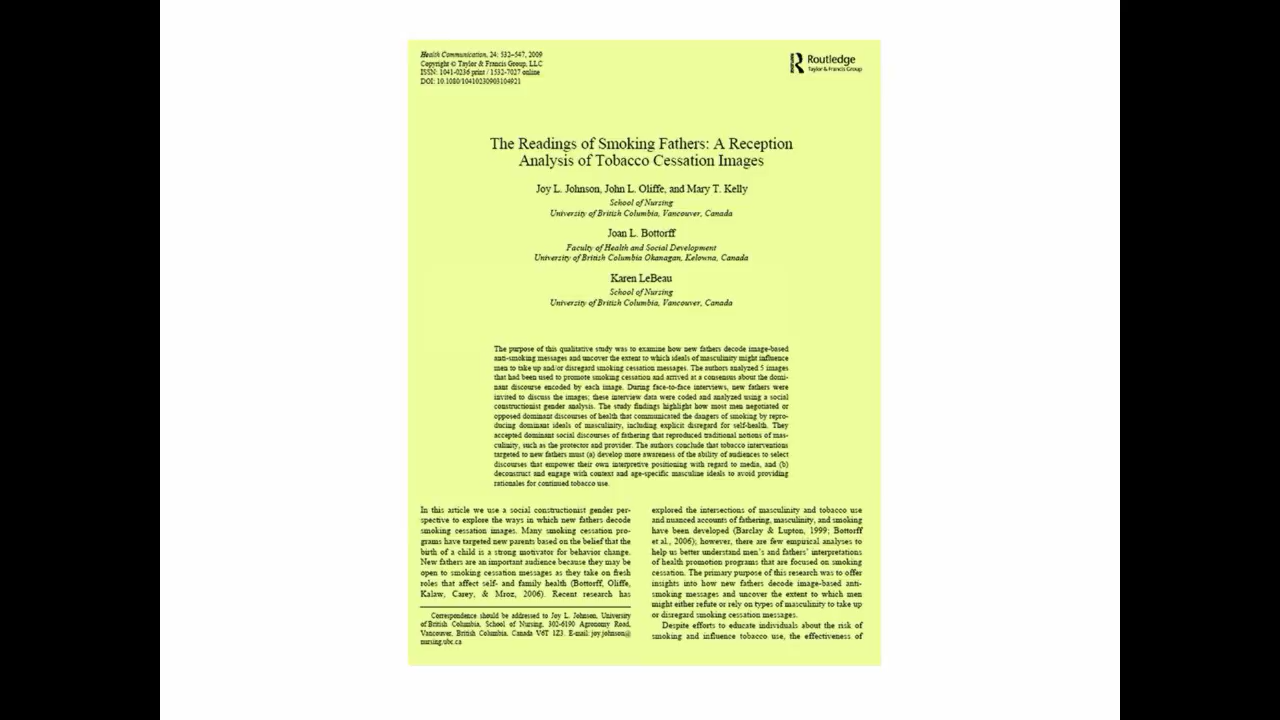 Health Communication, 24: 532–547, 2009
Copyright © Taylor & Francis Group, LLC
ISSN: 1041-0236 print / 1532-7027 online
DOI: 10.1080/10410230903104921
Routledge
Taylor & Francis Group
The Readings of Smoking Fathers: A Reception
Analysis of Tobacco Cessation Images
Joy L. Johnson, John L. Oliffe, and Mary T. Kelly
School of Nursing
University of British Columbia, Vancouver, Canada
Joan L. Bottorff
Faculty of Health and Social Development
University of British Columbia Okanagan, Kelowna, Canada
Karen LeBeau
School of Nursing
University of British Columbia, Vancouver, Canada
The purpose of this qualitative study was to examine how new fathers decode image-based
anti-smoking messages and uncover the extent to which ideals of masculinity might influence
men to take up and/or disregard smoking cessation messages. The authors analyzed 5 images
that had been used to promote smoking cessation and arrived at a consensus about the domi-
nant discourse encoded by each image. During face-to-face interviews, new fathers were
invited to discuss the images; these interview data were coded and analyzed using a social
constructionist gender analysis. The study findings highlight how most men negotiated or
opposed dominant discourses of health that communicated the dangers of smoking by repro-
ducing dominant ideals of masculinity, including explicit disregard for self-health. They
accepted dominant social discourses of fathering that reproduced traditional notions of mas-
culinity, such as the protector and provider. The authors conclude that tobacco interventions
targeted to new fathers must (a) develop more awareness of the ability of audiences to select
discourses that empower their own interpretive positioning with regard to media, and (b)
deconstruct and engage with context and age-specific masculine ideals to avoid providing
rationales for continued tobacco use.
In this article we use a social constructionist gender per-
spective to explore the ways in which new fathers decode
smoking cessation images. Many smoking cessation pro-
grams have targeted new parents based on the belief that the
birth of a child is a strong motivator for behavior change.
New fathers are an important audience because they may be
open to smoking cessation messages as they take on fresh
roles that affect self- and family health (Bottorff, Oliffe,
Kalaw, Carey, & Mroz, 2006). Recent research has
Correspondence should be addressed to Joy L. Johnson, University
of British Columbia, School of Nursing, 302-6190 Agronomy Road,
Vancouver, British Columbia, Canada V6T 1Z3. E-mail: joy.johnson@
nursing.ubc.ca
explored the intersections of masculinity and tobacco use
and nuanced accounts of fathering, masculinity, and smoking
have been developed (Barclay & Lupton, 1999; Bottorff
et al., 2006); however, there are few empirical analyses to
help us better understand men's and fathers' interpretations
of health promotion programs that are focused on smoking
cessation. The primary purpose of this research was to offer
insights into how new fathers decode image-based anti-
smoking messages and uncover the extent to which men
might either refute or rely on types of masculinity to take up
or disregard smoking cessation messages.
Despite efforts to educate individuals about the risk of
smoking and influence tobacco use, the effectiveness of